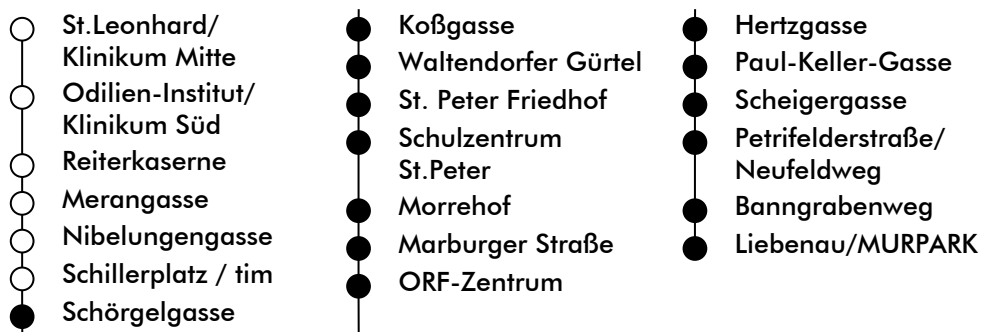 St.Leonhard/
Klinikum Mitte
Odilien-Institut/
Klinikum Süd
Reiterkaserne
Merangasse
Nibelungengasse
Schillerplatz / tim
Schörgelgasse
Koßgasse
Waltendorfer Gürtel
St. Peter Friedhof
Schulzentrum
St.Peter
Morrehof
Marburger Straße
ORF-Zentrum
Hertzgasse
Paul-Keller-Gasse
Scheigergasse
Petrifelderstraße/
Neufeldweg
Banngrabenweg
Liebenau/MURPARK